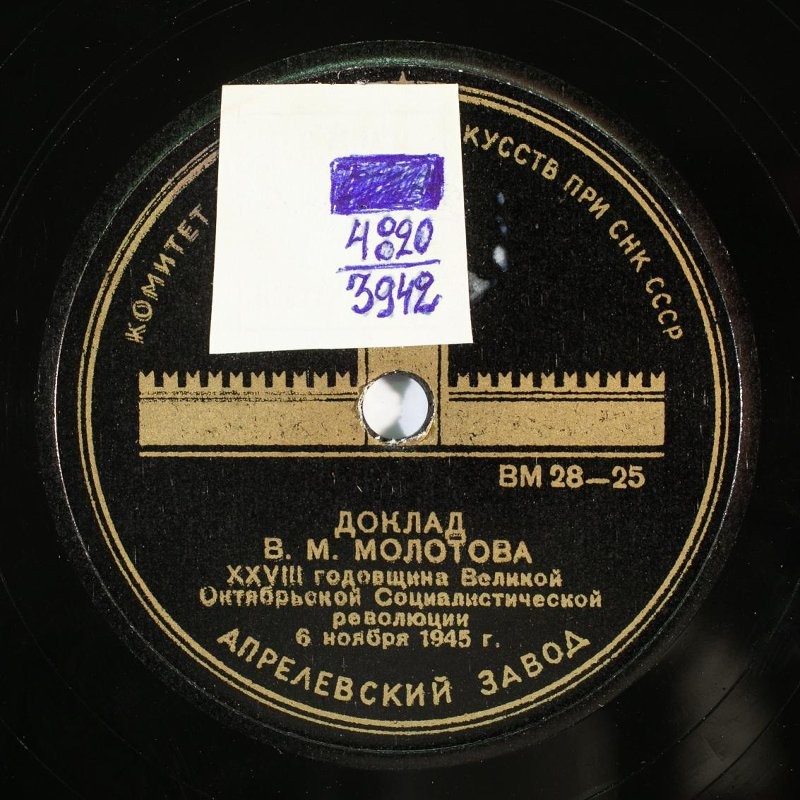 КОМИТЕТ
КУССТВ ПРИ СНК СССР
4820
3942
ВМ 28—25
ДОКЛАД
В. М. МОЛОТОВА
XXVIII годовщина Великой
Октябрьской Социалистической
революции
6 ноября 1945 г.
АПРЕЛЕВСКИЙ ЗАВОД